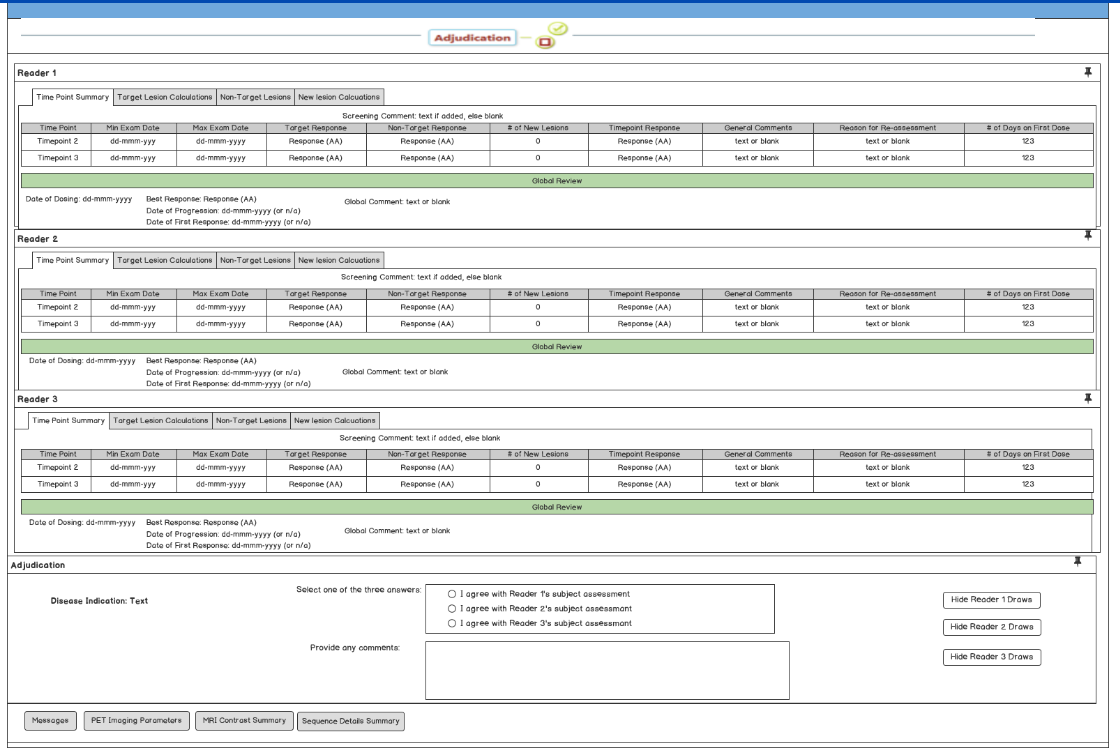 Adjudication
Reader 1
Time Point Summary Target Lesion Calculations Non-Target Lesions New lesion Calcuations
Screening Comment: text if added, else blank
Time Point Min Exam Date Max Exam Date Target Response Non-Target Response # of New Lesions Timepoint Response General Comments Reason for Re-assessment # of Days on First Dose
Timepoint 2 dd-mmm-yyy dd-mmm-yyyy Response (AA) Response (AA) 0 Response (AA) text or blank text or blank 123
Timepoint 3 dd-mmm-yyyy dd-mmm-yyyy Response (AA) Response (AA) 0 Response (AA) text or blank text or blank 123
Global Review
Date of Dosing: dd-mmm-yyyy Best Response: Response (AA)
Global Comment: text or blank
Date of Progression: dd-mmm-yyyy (or n/a)
Date of First Response: dd-mmm-yyyy (or n/a)
Reader 2
Time Point Summary Target Lesion Calculations Non-Target Lesions New lesion Calcuations
Screening Comment: text if added, else blank
Time Point Min Exam Date Max Exam Date Target Response Non-Target Response # of New Lesions Timepoint Response General Comments Reason for Re-assessment # of Days on First Dose
Timepoint 2 dd-mmm-yyy dd-mmm-yyy Response (AA) Response (AA) 0 Response (AA) text or blank text or blank 123
Timepoint 3 dd-mmm-yyy dd-mmm-yyy Response (AA) Response (AA) 0 Response (AA) text or blank text or blank 123
Global Review
Date of Dosing: dd-mmm-yyyy Best Response: Response (AA)
Date of Progression: dd-mmm-yyyy (or n/a) Global Comment: text or blank
Date of First Response: dd-mmm-yyyy (or n/a)
Reader 3
Time Point Summary Target Lesion Calculations Non-Target Lesions New lesion Calcuations
Screening Comment: text if added, else blank
Time Point Min Exam Date Max Exam Date Target Response Non-Target Response # of New Lesions Timepoint Response General Comments Reason for Re-assessment # of Days on First Dose
Timepoint 2 dd-mmm-yyy dd-mmm-yyy Response (AA) Response (AA) 0 Response (AA) text or blank text or blank 123
Timepoint 3 dd-mmm-yyy dd-mmm-yyy Response (AA) Response (AA) 0 Response (AA) text or blank text or blank 123
Global Review
Date of Dosing: dd-mmm-yyyy Best Response: Response (AA)
Date of Progression: dd-mmm-yyyy (or n/a) Global Comment: text or blank
Date of First Response: dd-mmm-yyyy (or n/a)
Adjudication
Disease Indication: Text
Select one of the three answers:
I agree with Reader 1's subject assessment
I agree with Reader 2's subject assessmant
I agree with Reader 3's subject assessmant
Provide any comments:
Hide Reader 1 Draws
Hide Reader 2 Draws
Hide Reader 3 Draws
Messages PET Imaging Parameters MRI Contrast Summary Sequence Details Summary